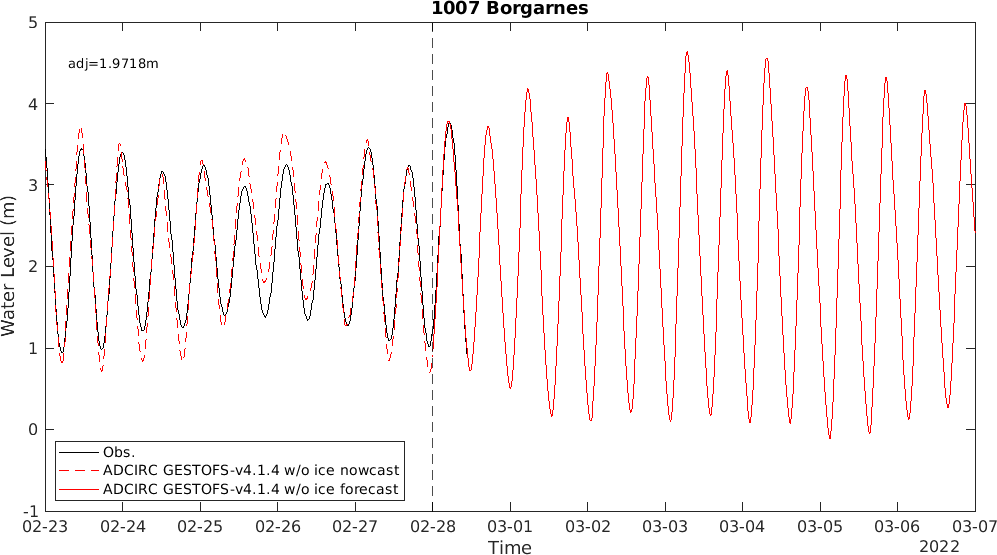 1007 Borgarnes
adj=1.9718m
5
4
3
2
1
0
-1
Water Level (m)
Obs.
ADCIRC GESTOFS-v4.1.4 w/o ice nowcast
ADCIRC GESTOFS-v4.1.4 w/o ice forecast
02-23 02-24 02-25 02-26 02-27 02-28 03-01 03-02 03-03 03-04 03-05 03-06 03-07
Time
2022